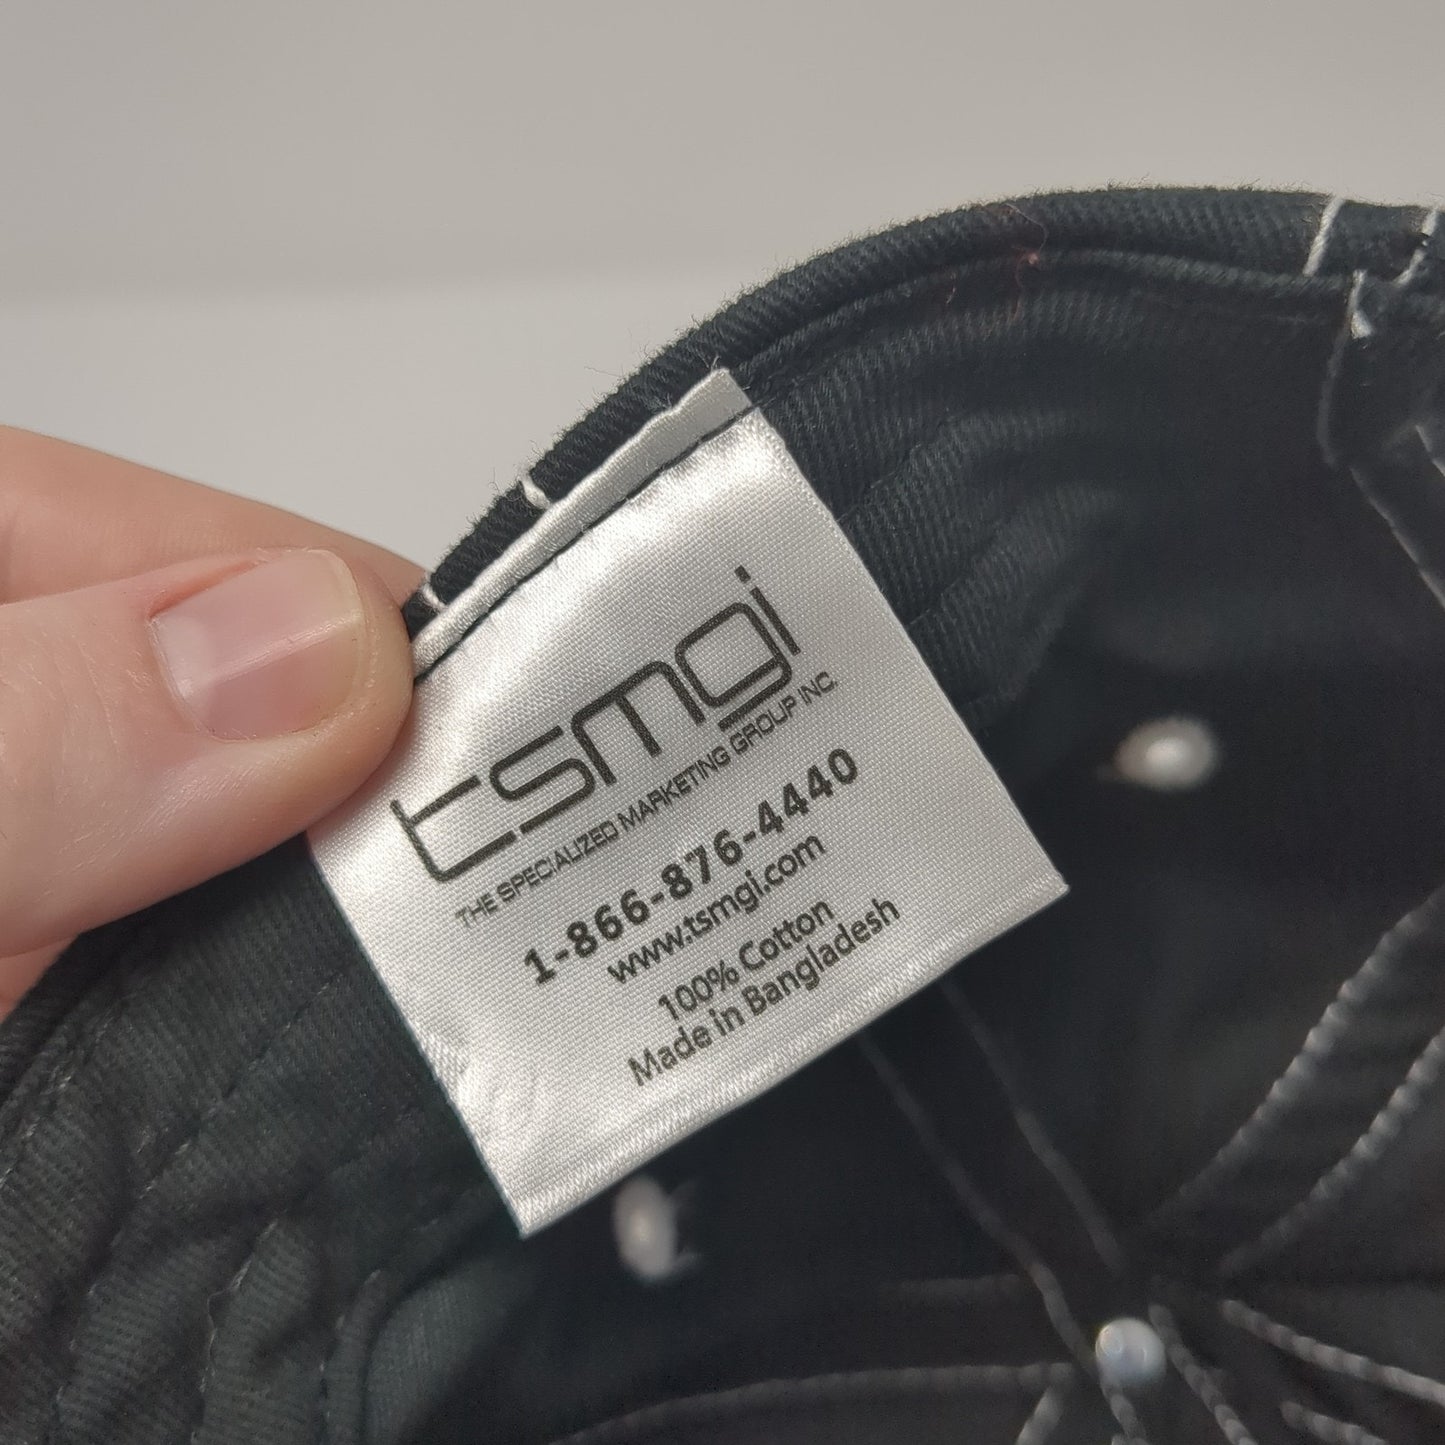 tsmgi
THE SPECIALIZED MARKETING GROUP INC.
1-866-876-4440
www.tsmgi.com
100% Cotton
Made in Bangladesh